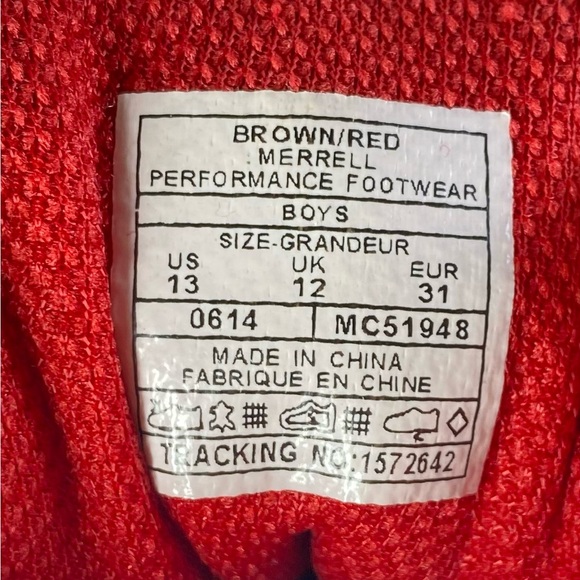 BROWN/RED
MERRELL
PERFORMANCE FOOTWEAR
BOYS
SIZE-GRANDEUR
US UK EUR
13 12 31
0614 MC51948
MADE IN CHINA
FABRIQUE EN CHINE
TRACKING NO:1572642